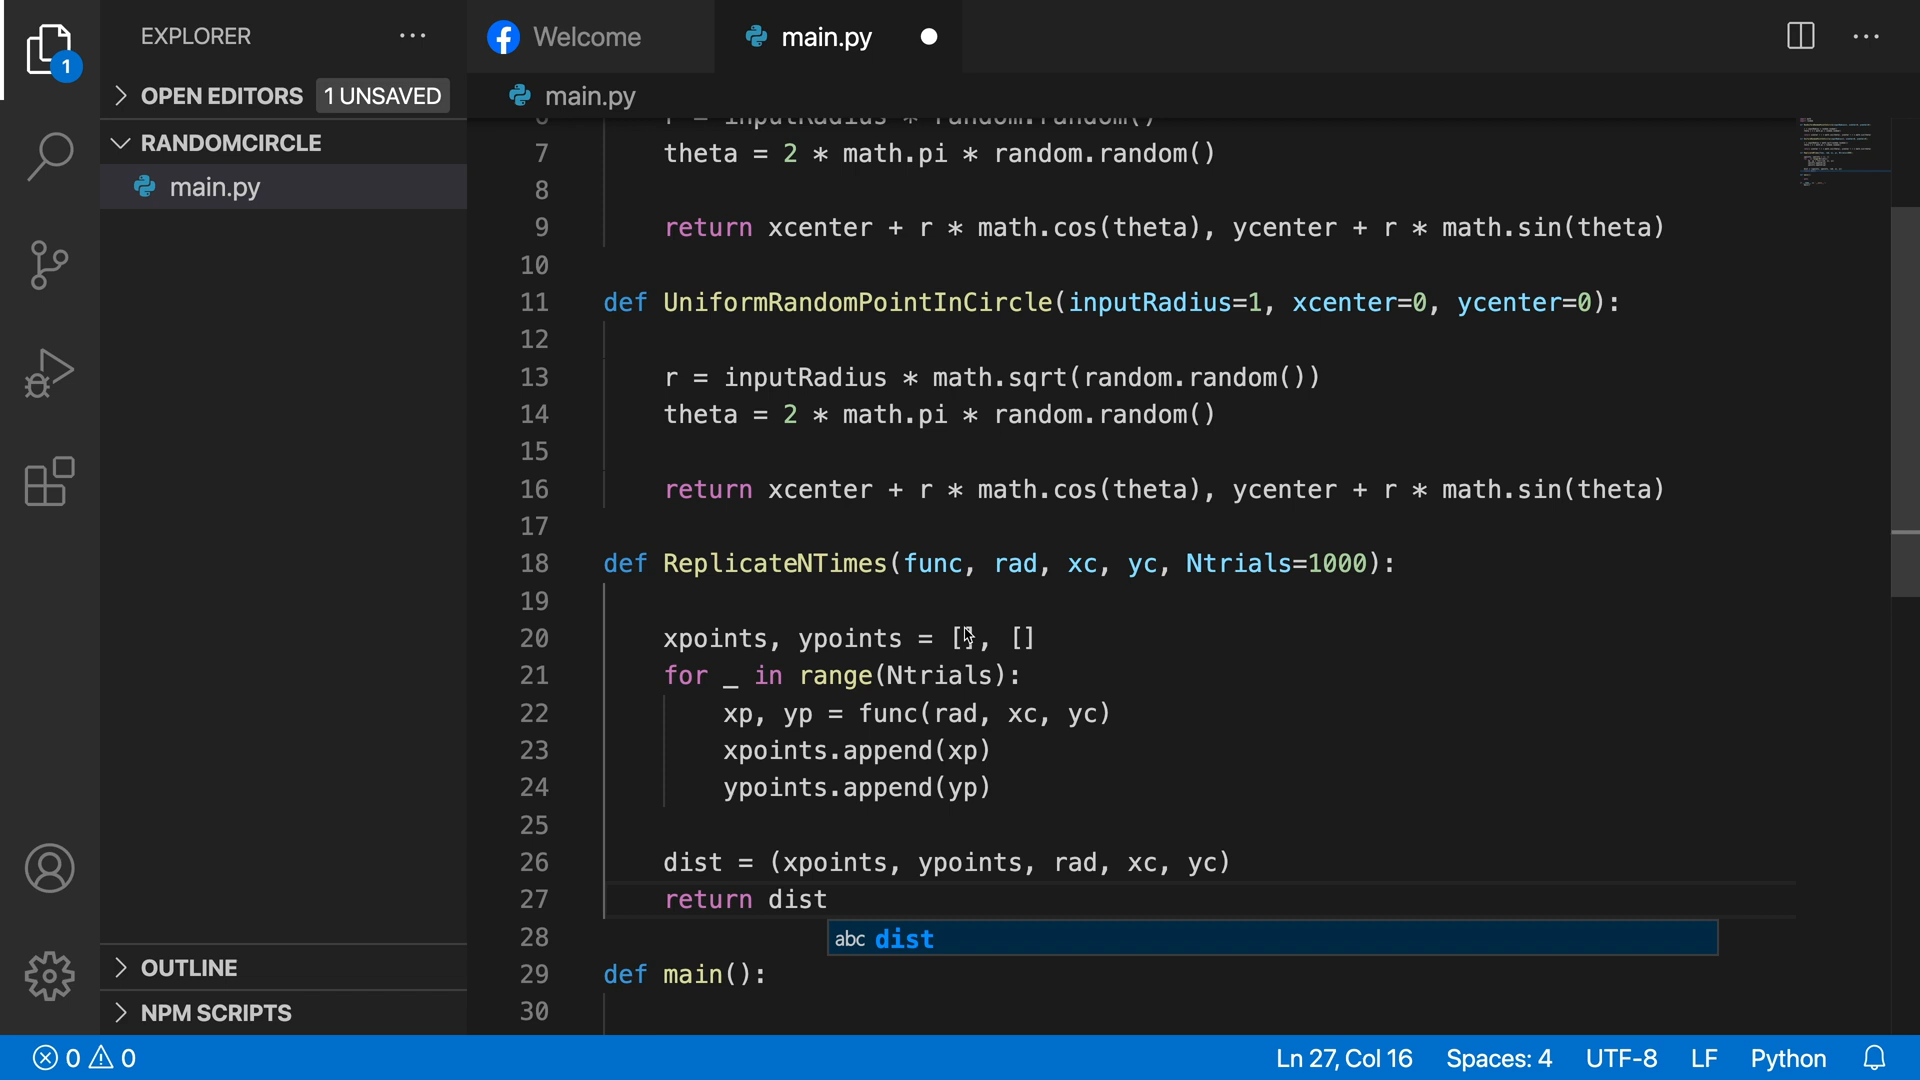 EXPLORER
Welcome
main.py
1
OPEN EDITORS 1 UNSAVED
main.py
RANDOMCIRCLE
main.py
r = inputRadius * random.random()
7 theta = 2 * math.pi * random.random()
8
9 return xcenter + r * math.cos(theta), ycenter + r * math.sin(theta)
10
11 def UniformRandomPointInCircle(inputRadius=1, xcenter=0, ycenter=0):
12
13 r = inputRadius * math.sqrt(random.random())
14 theta = 2 * math.pi * random.random()
15
16 return xcenter + r * math.cos(theta), ycenter + r * math.sin(theta)
17
18 def ReplicateNTimes(func, rad, xc, yc, Ntrials=1000):
19
20 xpoints, ypoints = [], []
21 for _ in range(Ntrials):
22 xp, yp = func(rad, xc, yc)
23 xpoints.append(xp)
24 ypoints.append(yp)
25
26 dist = (xpoints, ypoints, rad, xc, yc)
27 return dist
28
abc dist
29 def main():
30
OUTLINE
NPM SCRIPTS
0 0
Ln 27, Col 16 Spaces: 4 UTF-8 LF Python